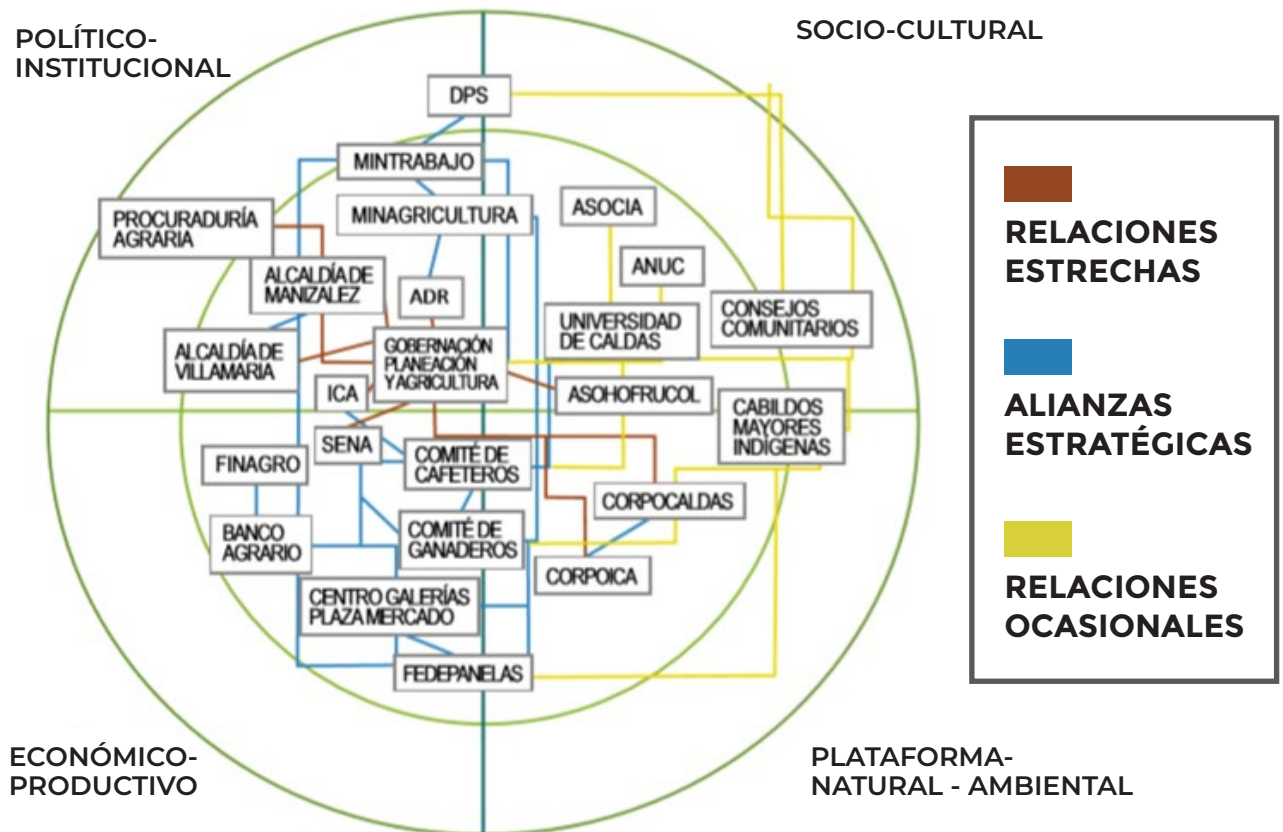 POLÍTICO-
INSTITUCIONAL
SOCIO-CULTURAL
DPS
MINTRABAJO
MINAGRICULTURA
PROCURADURÍA
AGRARIA
ASOCIA
ANUC
ALCALDÍA DE
MANIZALEZ
ADR
CONSEJOS
COMUNITARIOS
UNIVERSIDAD
DE CALDAS
ALCALDÍA DE
VILLAMARIA
GOBERNACIÓN
PLANEACIÓN
Y AGRICULTURA
ICA
ASOHOFRUCOL
CABILDOS
MAYORES
INDÍGENAS
SENA
FINAGRO
COMITÉ DE
CAFETEROS
CORPOCALDAS
BANCO
AGRARIO
COMITÉ DE
GANADEROS
CORPOICA
CENTRO GALERÍAS
PLAZA MERCADO
FEDEPANELAS
ECONÓMICO-
PRODUCTIVO
PLATAFORMA-
NATURAL - AMBIENTAL
RELACIONES
ESTRECHAS
ALIANZAS
ESTRATÉGICAS
RELACIONES
OCASIONALES